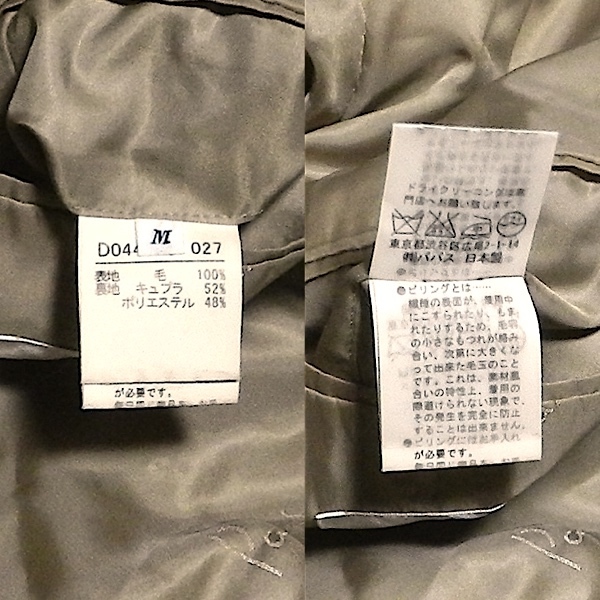 M
D044 027
表地 毛 100%
裏地 キュプラ 52%
ポリエステル 48%
が必要です。
ドライクリーニングは専
門店へお願い致します
東京都渋谷区広尾2-1-14
㈱パパス 日本製
●ピリングとは……
繊維の表面が、着用中
にこすられたり、もま
れたりするため、毛羽
の小さなもつれが絡み
合い、次第に大きくな
って出来た毛玉のこと
です。これは、素材風
合いの特性上、着用の
際避けられない現象で、
その発生を完全に防止
することは出来ません。
●ピリングにはお手入れ
が必要です。